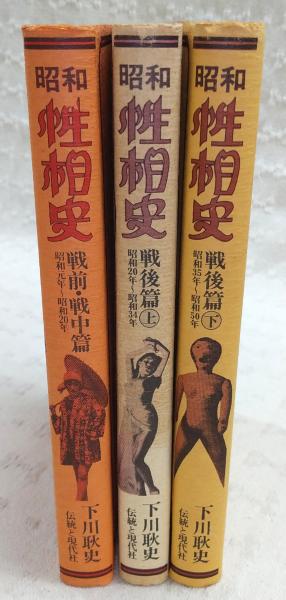 昭和
性相史
戦前・戦中篇
昭和元年～昭和20年
下川耿史
伝統と現代社
昭和
性相史
戦後篇上
昭和20年～昭和34年
下川耿史
伝統と現代社
昭和
性相史
戦後篇下
昭和35年～昭和50年
下川耿史
伝統と現代社